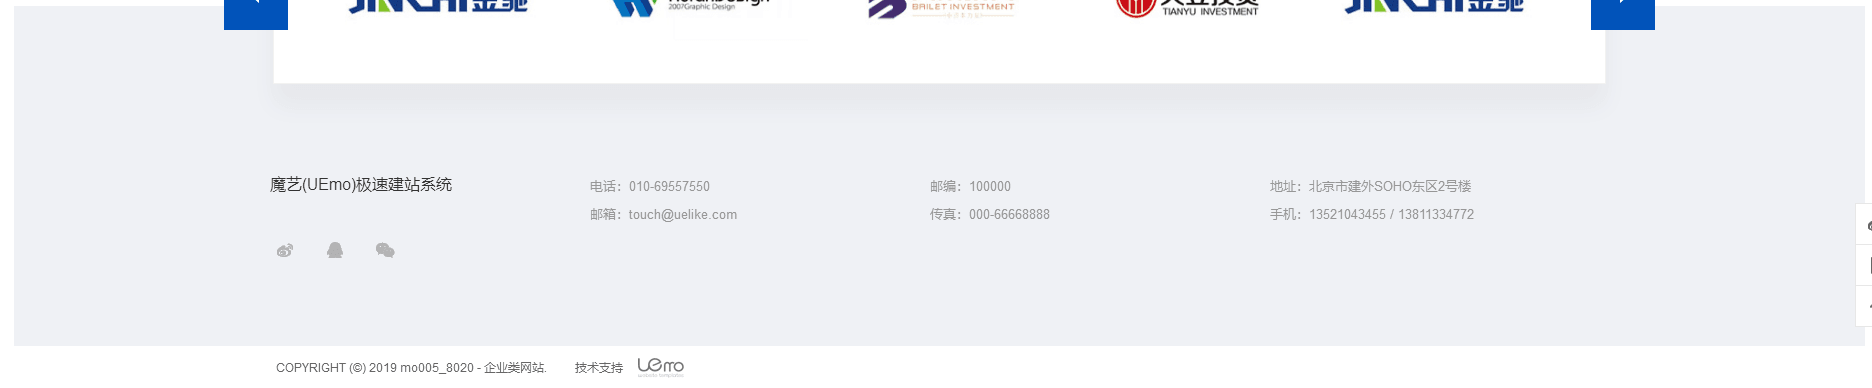 2007Graphic Design
BAILET INVESTMENT
TIANYU INVESTMENT
魔艺(UEmo)极速建站系统
电话：010-69557550
邮箱：touch@uelike.com
邮编：100000
传真：000-66668888
地址：北京市建外SOHO东区2号楼
手机：13521043455 / 13811334772
COPYRIGHT (©) 2019 mo005_8020 - 企业类网站.
技术支持
uemo